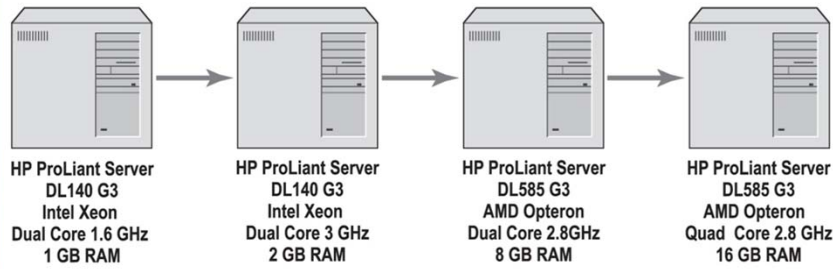 HP ProLiant Server
DL140 G3
Intel Xeon
Dual Core 1.6 GHz
1 GB RAM
HP ProLiant Server
DL140 G3
Intel Xeon
Dual Core 3 GHz
2 GB RAM
HP ProLiant Server
DL585 G3
AMD Opteron
Dual Core 2.8GHz
8 GB RAM
HP ProLiant Server
DL585 G3
AMD Opteron
Quad Core 2.8 GHz
16 GB RAM